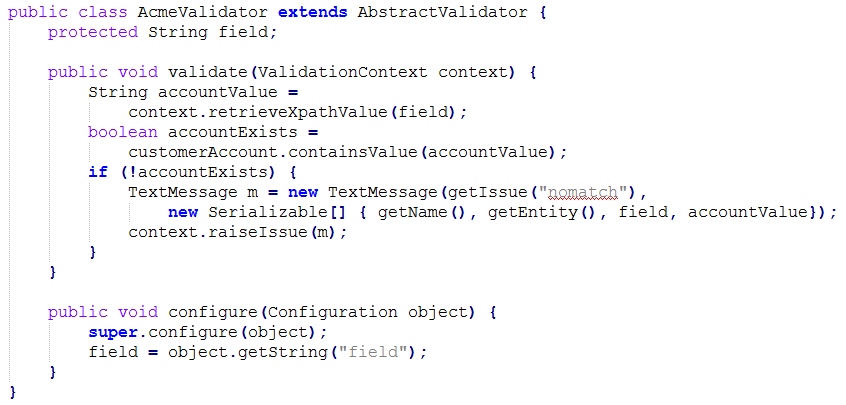 public class AcmeValidator extends AbstractValidator {
    protected String field;

    public void validate(ValidationContext context) {
        String accountValue =
            context.retrieveXpathValue(field);
        boolean accountExists =
            customerAccount.containsValue(accountValue);
        if (!accountExists) {
            TextMessage m = new TextMessage(getIssue("nomatch"),
                new Serializable[] { getName(), getEntity(), field, accountValue});
            context.raiseIssue(m);
        }
    }

    public void configure(Configuration object) {
        super.configure(object);
        field = object.getString("field");
    }
}